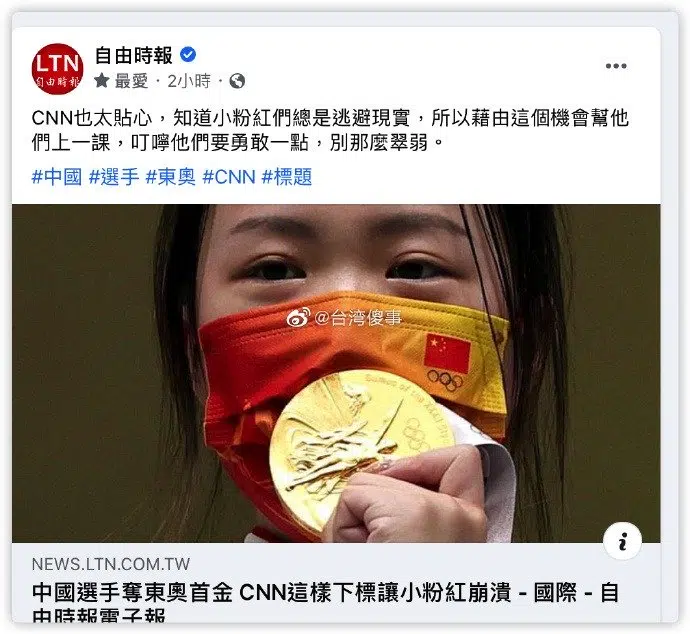 LTN
自由時報
自由時報
最愛 · 2小時 ·
CNN也太貼心，知道小粉紅們總是逃避現實，所以藉由這個機會幫他
們上一課，叮嚀他們要勇敢一點，別那麼翠弱。
#中國 #選手 #東奧 #CNN #標題
@台湾傻事
NEWS.LTN.COM.TW
中國選手奪東奧首金 CNN這樣下標讓小粉紅崩潰 - 國際 - 自
由時報電子報